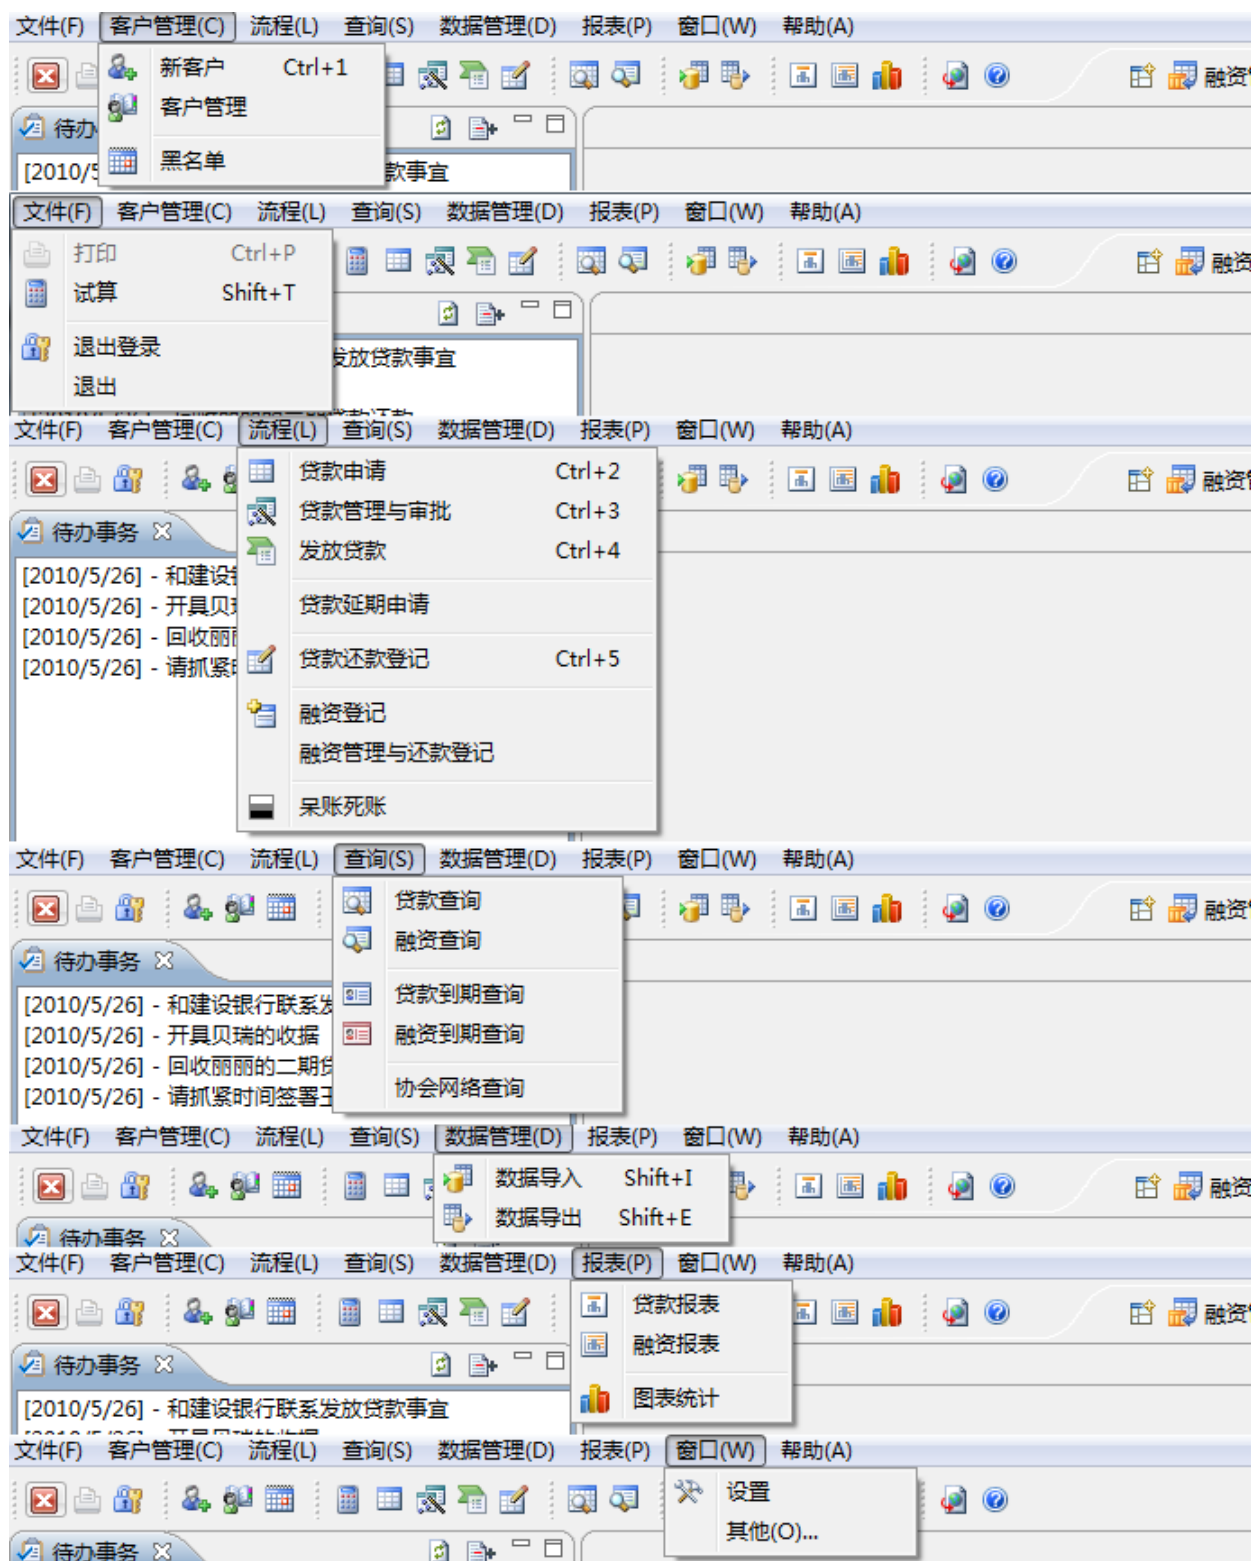 文件(F) 客户管理(C) 流程(L) 查询(S) 数据管理(D) 报表(P) 窗口(W) 帮助(A)
新客户 Ctrl+1
融资
客户管理
待办
黑名单
[2010/5 款事宜
文件(F) 客户管理(C) 流程(L) 查询(S) 数据管理(D) 报表(P) 窗口(W) 帮助(A)
打印 Ctrl+P
融资
试算 Shift+T
退出登录
发放贷款事宜
退出
文件(F) 客户管理(C) 流程(L) 查询(S) 数据管理(D) 报表(P) 窗口(W) 帮助(A)
贷款申请 Ctrl+2
融资
贷款管理与审批 Ctrl+3
待办事务
发放贷款 Ctrl+4
[2010/5/26] - 和建设
[2010/5/26] - 开具贝
贷款延期申请
[2010/5/26] - 回收丽
贷款还款登记 Ctrl+5
[2010/5/26] - 请抓紧
融资登记
融资管理与还款登记
呆账死账
文件(F) 客户管理(C) 流程(L) 查询(S) 数据管理(D) 报表(P) 窗口(W) 帮助(A)
贷款查询
融资
融资查询
待办事务
贷款到期查询
[2010/5/26] - 和建设银行联系发
融资到期查询
[2010/5/26] - 开具贝瑞的收据
[2010/5/26] - 回收丽丽的二期贷
协会网络查询
[2010/5/26] - 请抓紧时间签署王
文件(F) 客户管理(C) 流程(L) 查询(S) 数据管理(D) 报表(P) 窗口(W) 帮助(A)
数据导入 Shift+I
融资
数据导出 Shift+E
待办事务
文件(F) 客户管理(C) 流程(L) 查询(S) 数据管理(D) 报表(P) 窗口(W) 帮助(A)
贷款报表
融资
融资报表
待办事务
图表统计
[2010/5/26] - 和建设银行联系发放贷款事宜
文件(F) 客户管理(C) 流程(L) 查询(S) 数据管理(D) 报表(P) 窗口(W) 帮助(A)
设置
其他(O)...
待办事务